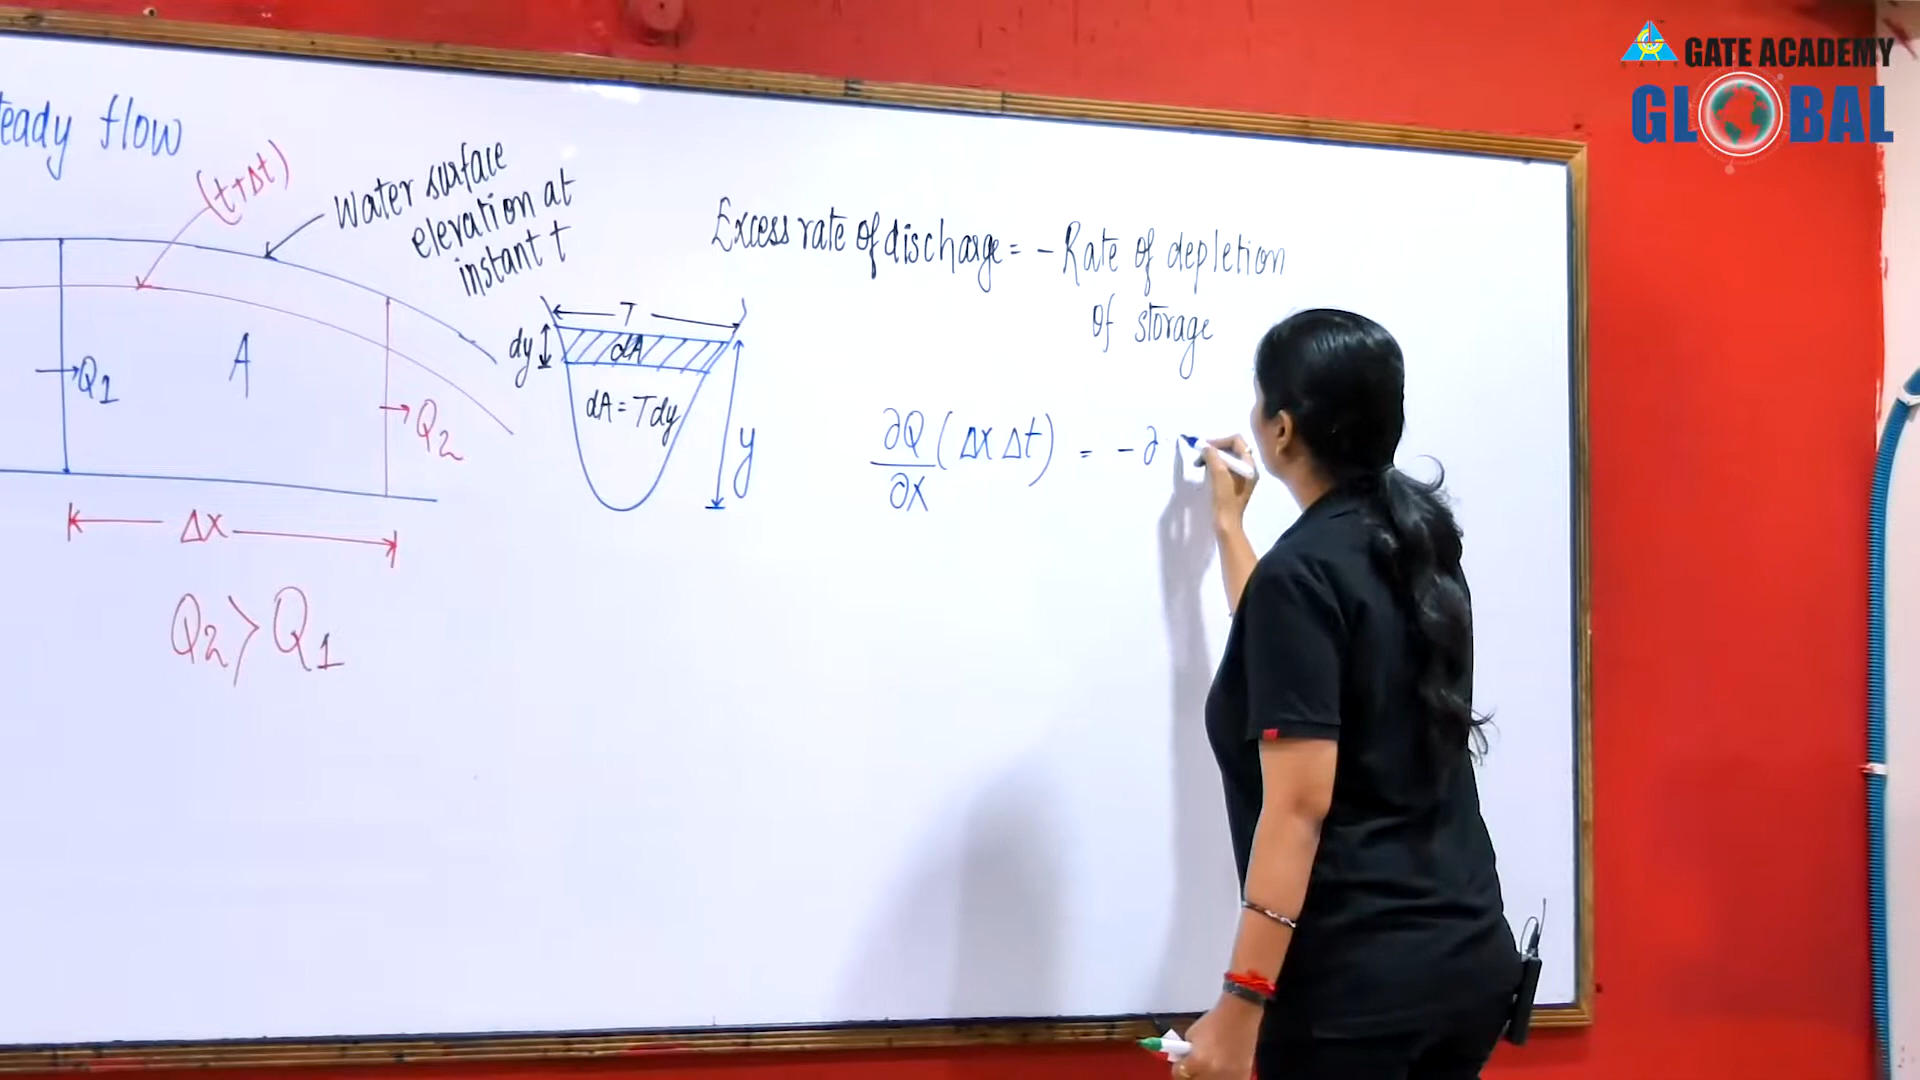 GATE ACADEMY
GLOBAL
eady flow
(t+Δt)
Water surface
elevation at
instant t
Excess rate of discharge = - Rate of depletion
of storage
T
dy
dA
dA = Tdy
y
Q1
A
Q2
∂Q/∂x (Δx Δt) = -∂
Δx
Q2 > Q1